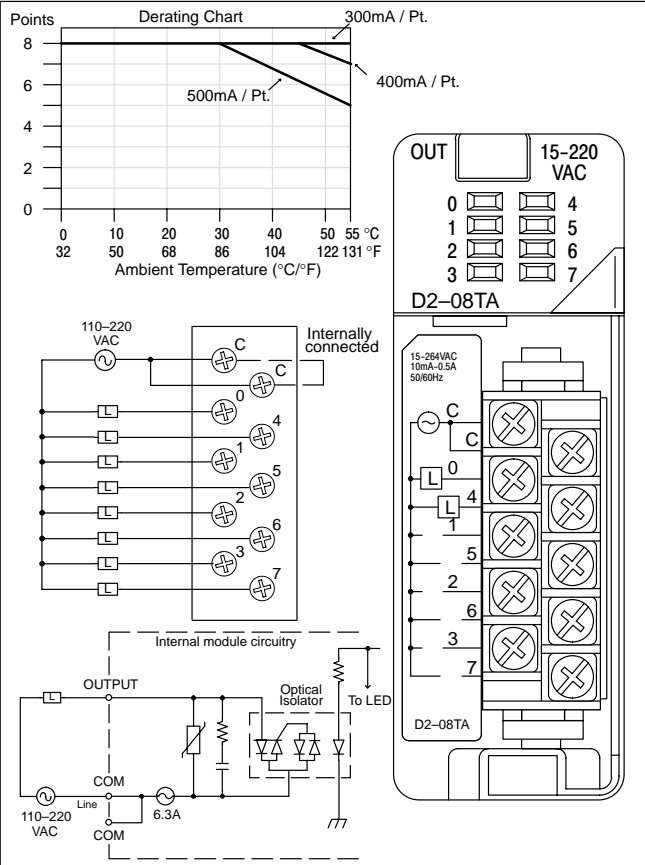 Points
Derating Chart
300mA / Pt.
8
6
4
2
0
500mA / Pt.
400mA / Pt.
0 10 20 30 40 50 55 °C
32 50 68 86 104 122 131 °F
Ambient Temperature (°C/°F)
110–220
VAC
Internally
connected
C
C
0
4
1
5
2
6
3
7
L
L
L
L
L
L
L
L
Internal module circuitry
OUTPUT
L
Optical
Isolator
To LED
COM
Line
110–220
VAC
6.3A
COM
OUT
15-220
VAC
0 4
1 5
2 6
3 7
D2–08TA
15-264VAC
10mA-0.5A
50/60Hz
C
C
L 0
L 4
1
5
2
6
3
7
D2–08TA